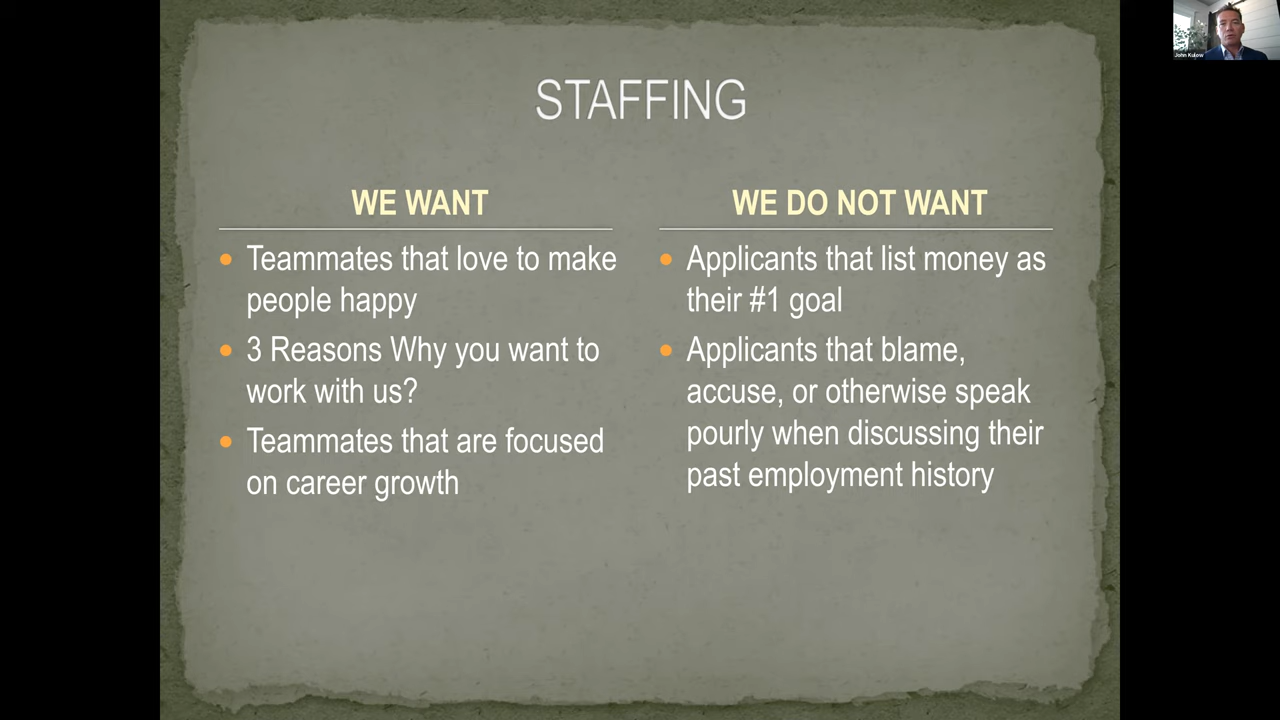 STAFFING
WE WANT
Teammates that love to make
people happy
3 Reasons Why you want to
work with us?
Teammates that are focused
on career growth
WE DO NOT WANT
Applicants that list money as
their #1 goal
Applicants that blame,
accuse, or otherwise speak
pourly when discussing their
past employment history
John Kulow